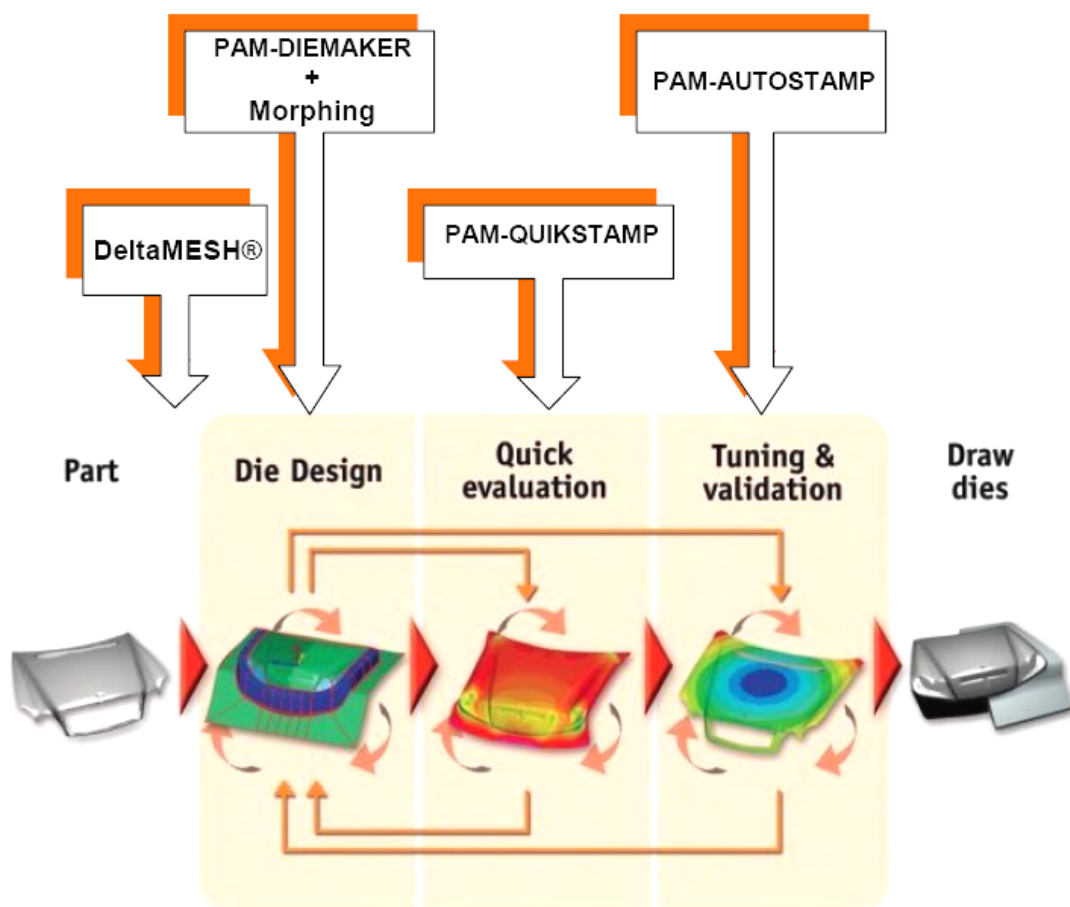 PAM-DIEMAKER
+
Morphing
PAM-AUTOSTAMP
DeltaMESH®
PAM-QUIKSTAMP
Part
Die Design
Quick
evaluation
Tuning &
validation
Draw
dies